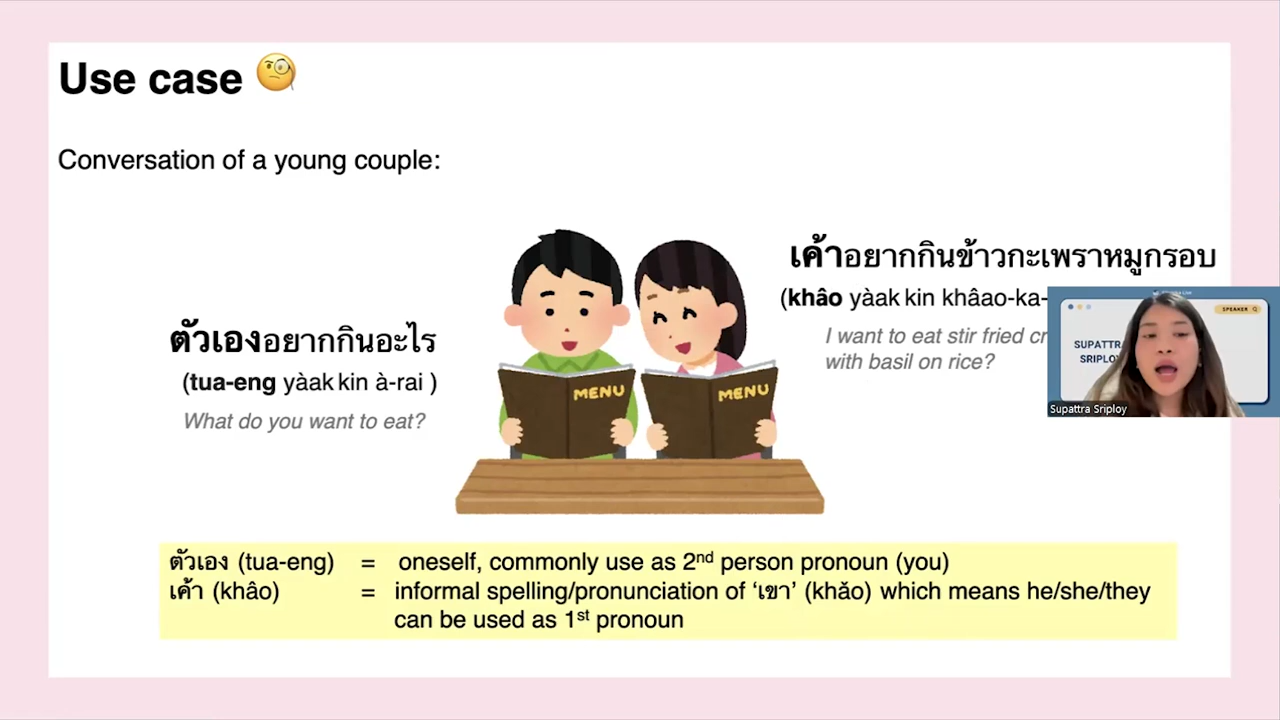 Use case
Conversation of a young couple:
เค้าอยากกินข้าวกะเพราหมูกรอบ
(khâo yàak kin khâao-ka-
I want to eat stir fried cr
with basil on rice?
ตัวเองอยากกินอะไร
(tua-eng yàak kin à-rai )
What do you want to eat?
MENU
MENU
SPEAKER
SUPATTRA
SRIPLOY
Supattra Sriploy
ตัวเอง (tua-eng) = oneself, commonly use as 2nd person pronoun (you)
เค้า (khâo) = informal spelling/pronunciation of ‘เขา’ (khǎo) which means he/she/they
can be used as 1st pronoun